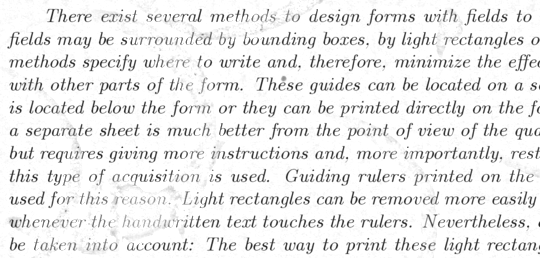 There exist several methods to design forms with fields to
fields may be surrounded by bounding boxes, by light rectangles o
methods specify where to write and, therefore, minimize the effec
with other parts of the form. These guides can be located on a s
is located below the form or they can be printed directly on the fo
a separate sheet is much better from the point of view of the qua
but requires giving more instructions and, more importantly, rest
this type of acquisition is used. Guiding rulers printed on the
used for this reason. Light rectangles can be removed more easily
whenever the handwritten text touches the rulers. Nevertheless,
be taken into account: The best way to print these light rectang